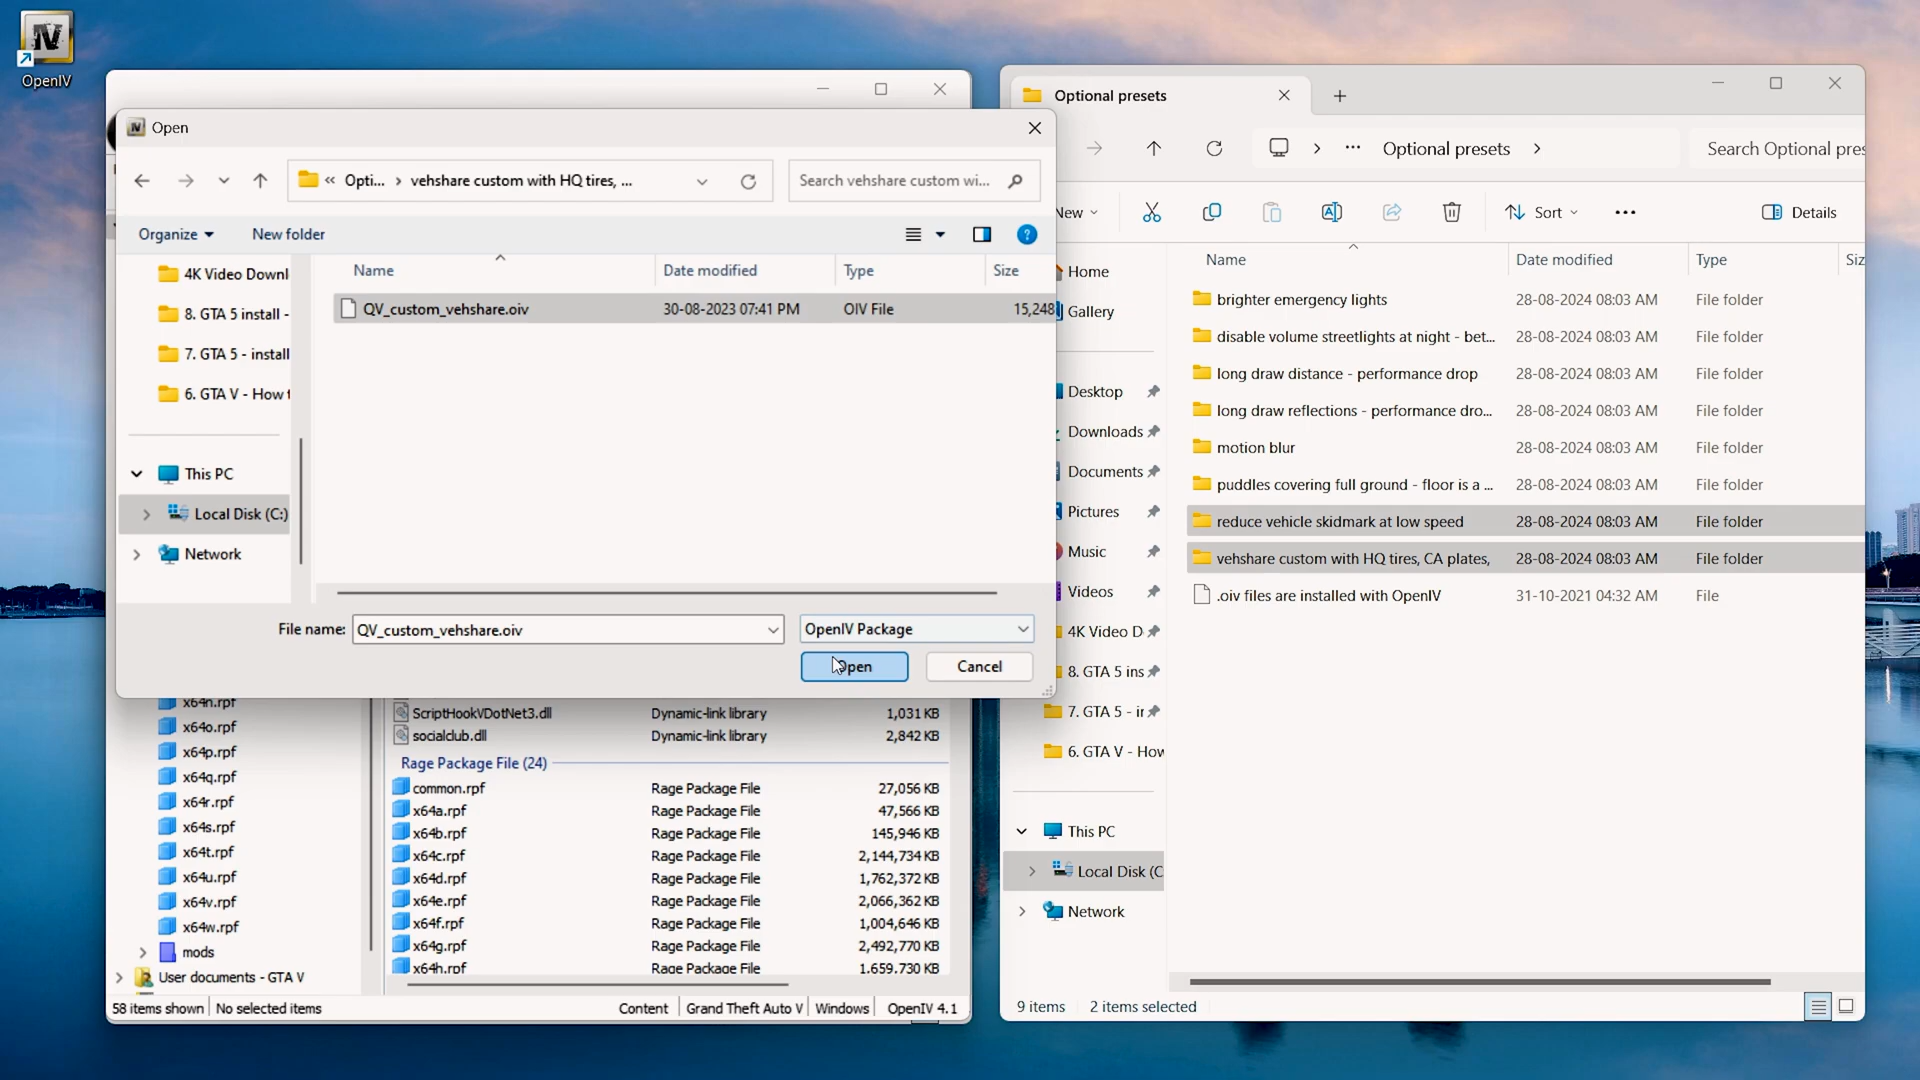 OpenIV
Open
Opti... › vehshare custom with HQ tires, ...
Search vehshare custom wi...
Organize
New folder
Name
Date modified
Type
Size
4K Video Downl
8. GTA 5 install -
7. GTA 5 - install
6. GTA V - How t
This PC
Local Disk (C:)
Network
QV_custom_vehshare.oiv
30-08-2023 07:41 PM
OIV File
15,248
File name:
QV_custom_vehshare.oiv
OpenIV Package
Open
Cancel
x64n.rpf
x64o.rpf
x64p.rpf
x64q.rpf
x64r.rpf
x64s.rpf
x64t.rpf
x64u.rpf
x64v.rpf
x64w.rpf
mods
User documents - GTA V
ScriptHookVDotNet3.dll Dynamic-link library 1,031 KB
socialclub.dll Dynamic-link library 2,842 KB
Rage Package File (24)
common.rpf Rage Package File 27,056 KB
x64a.rpf Rage Package File 47,566 KB
x64b.rpf Rage Package File 145,946 KB
x64c.rpf Rage Package File 2,144,734 KB
x64d.rpf Rage Package File 1,762,372 KB
x64e.rpf Rage Package File 2,066,362 KB
x64f.rpf Rage Package File 1,004,646 KB
x64g.rpf Rage Package File 2,492,770 KB
x64h.rpf Rage Package File 1,659,730 KB
58 items shown No selected items Content Grand Theft Auto V Windows OpenIV 4.1
Optional presets
Optional presets
Search Optional pres
New
Sort
Details
Home
Gallery
Desktop
Downloads
Documents
Pictures
Music
Videos
4K Video D
8. GTA 5 ins
7. GTA 5 - ir
6. GTA V - How
This PC
Local Disk (C
Network
Name Date modified Type Siz
brighter emergency lights 28-08-2024 08:03 AM File folder
disable volume streetlights at night - bet... 28-08-2024 08:03 AM File folder
long draw distance - performance drop 28-08-2024 08:03 AM File folder
long draw reflections - performance dro... 28-08-2024 08:03 AM File folder
motion blur 28-08-2024 08:03 AM File folder
puddles covering full ground - floor is a ... 28-08-2024 08:03 AM File folder
reduce vehicle skidmark at low speed 28-08-2024 08:03 AM File folder
vehshare custom with HQ tires, CA plates, 28-08-2024 08:03 AM File folder
.oiv files are installed with OpenIV 31-10-2021 04:32 AM File
9 items 2 items selected